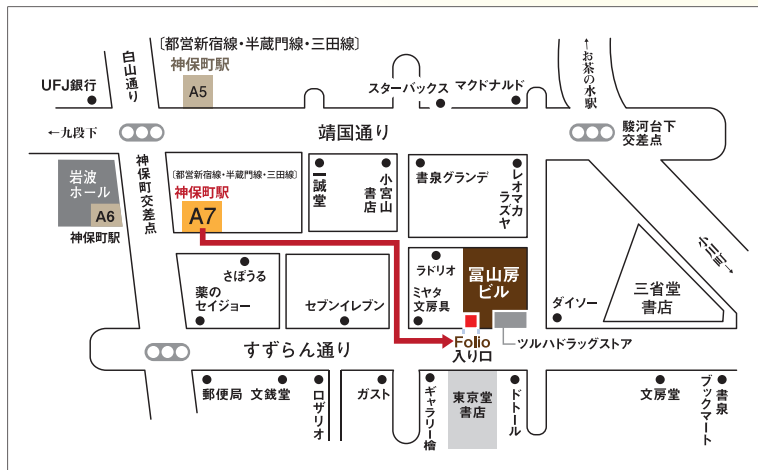 〔都営新宿線・半蔵門線・三田線〕
神保町駅
A5
白山通り
UFJ銀行
スターバックス
マクドナルド
←お茶の水駅
←九段下
靖国通り
駿河台下
交差点
岩波
ホール
A6
神保町駅
神保町交差点
〔都営新宿線・半蔵門線・三田線〕
神保町駅
A7
一誠堂
小宮山
書店
書泉グランデ
レオマカ
ラズヤ
小川町→
さぼうる
薬の
セイジョー
セブンイレブン
ラドリオ
ミヤタ
文房具
冨山房
ビル
ダイソー
三省堂
書店
すずらん通り
Folio
入り口
ツルハドラッグストア
郵便局
文銭堂
ロザリオ
ガスト
ギャラリー檜
東京堂
書店
ドトール
文房堂
書泉
ブックマート